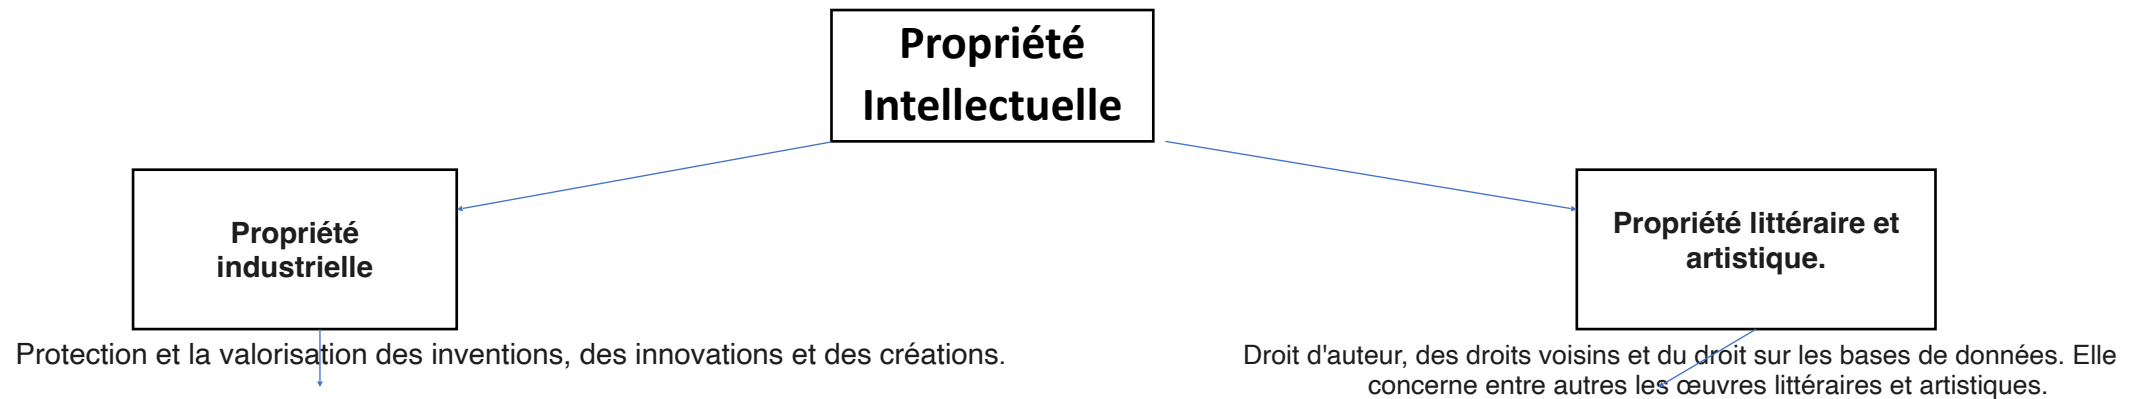 Propriété
Intellectuelle
Propriété
industrielle
Propriété littéraire et
artistique.
Protection et la valorisation des inventions, des innovations et des créations.
Droit d'auteur, des droits voisins et du droit sur les bases de données. Elle
concerne entre autres les œuvres littéraires et artistiques.